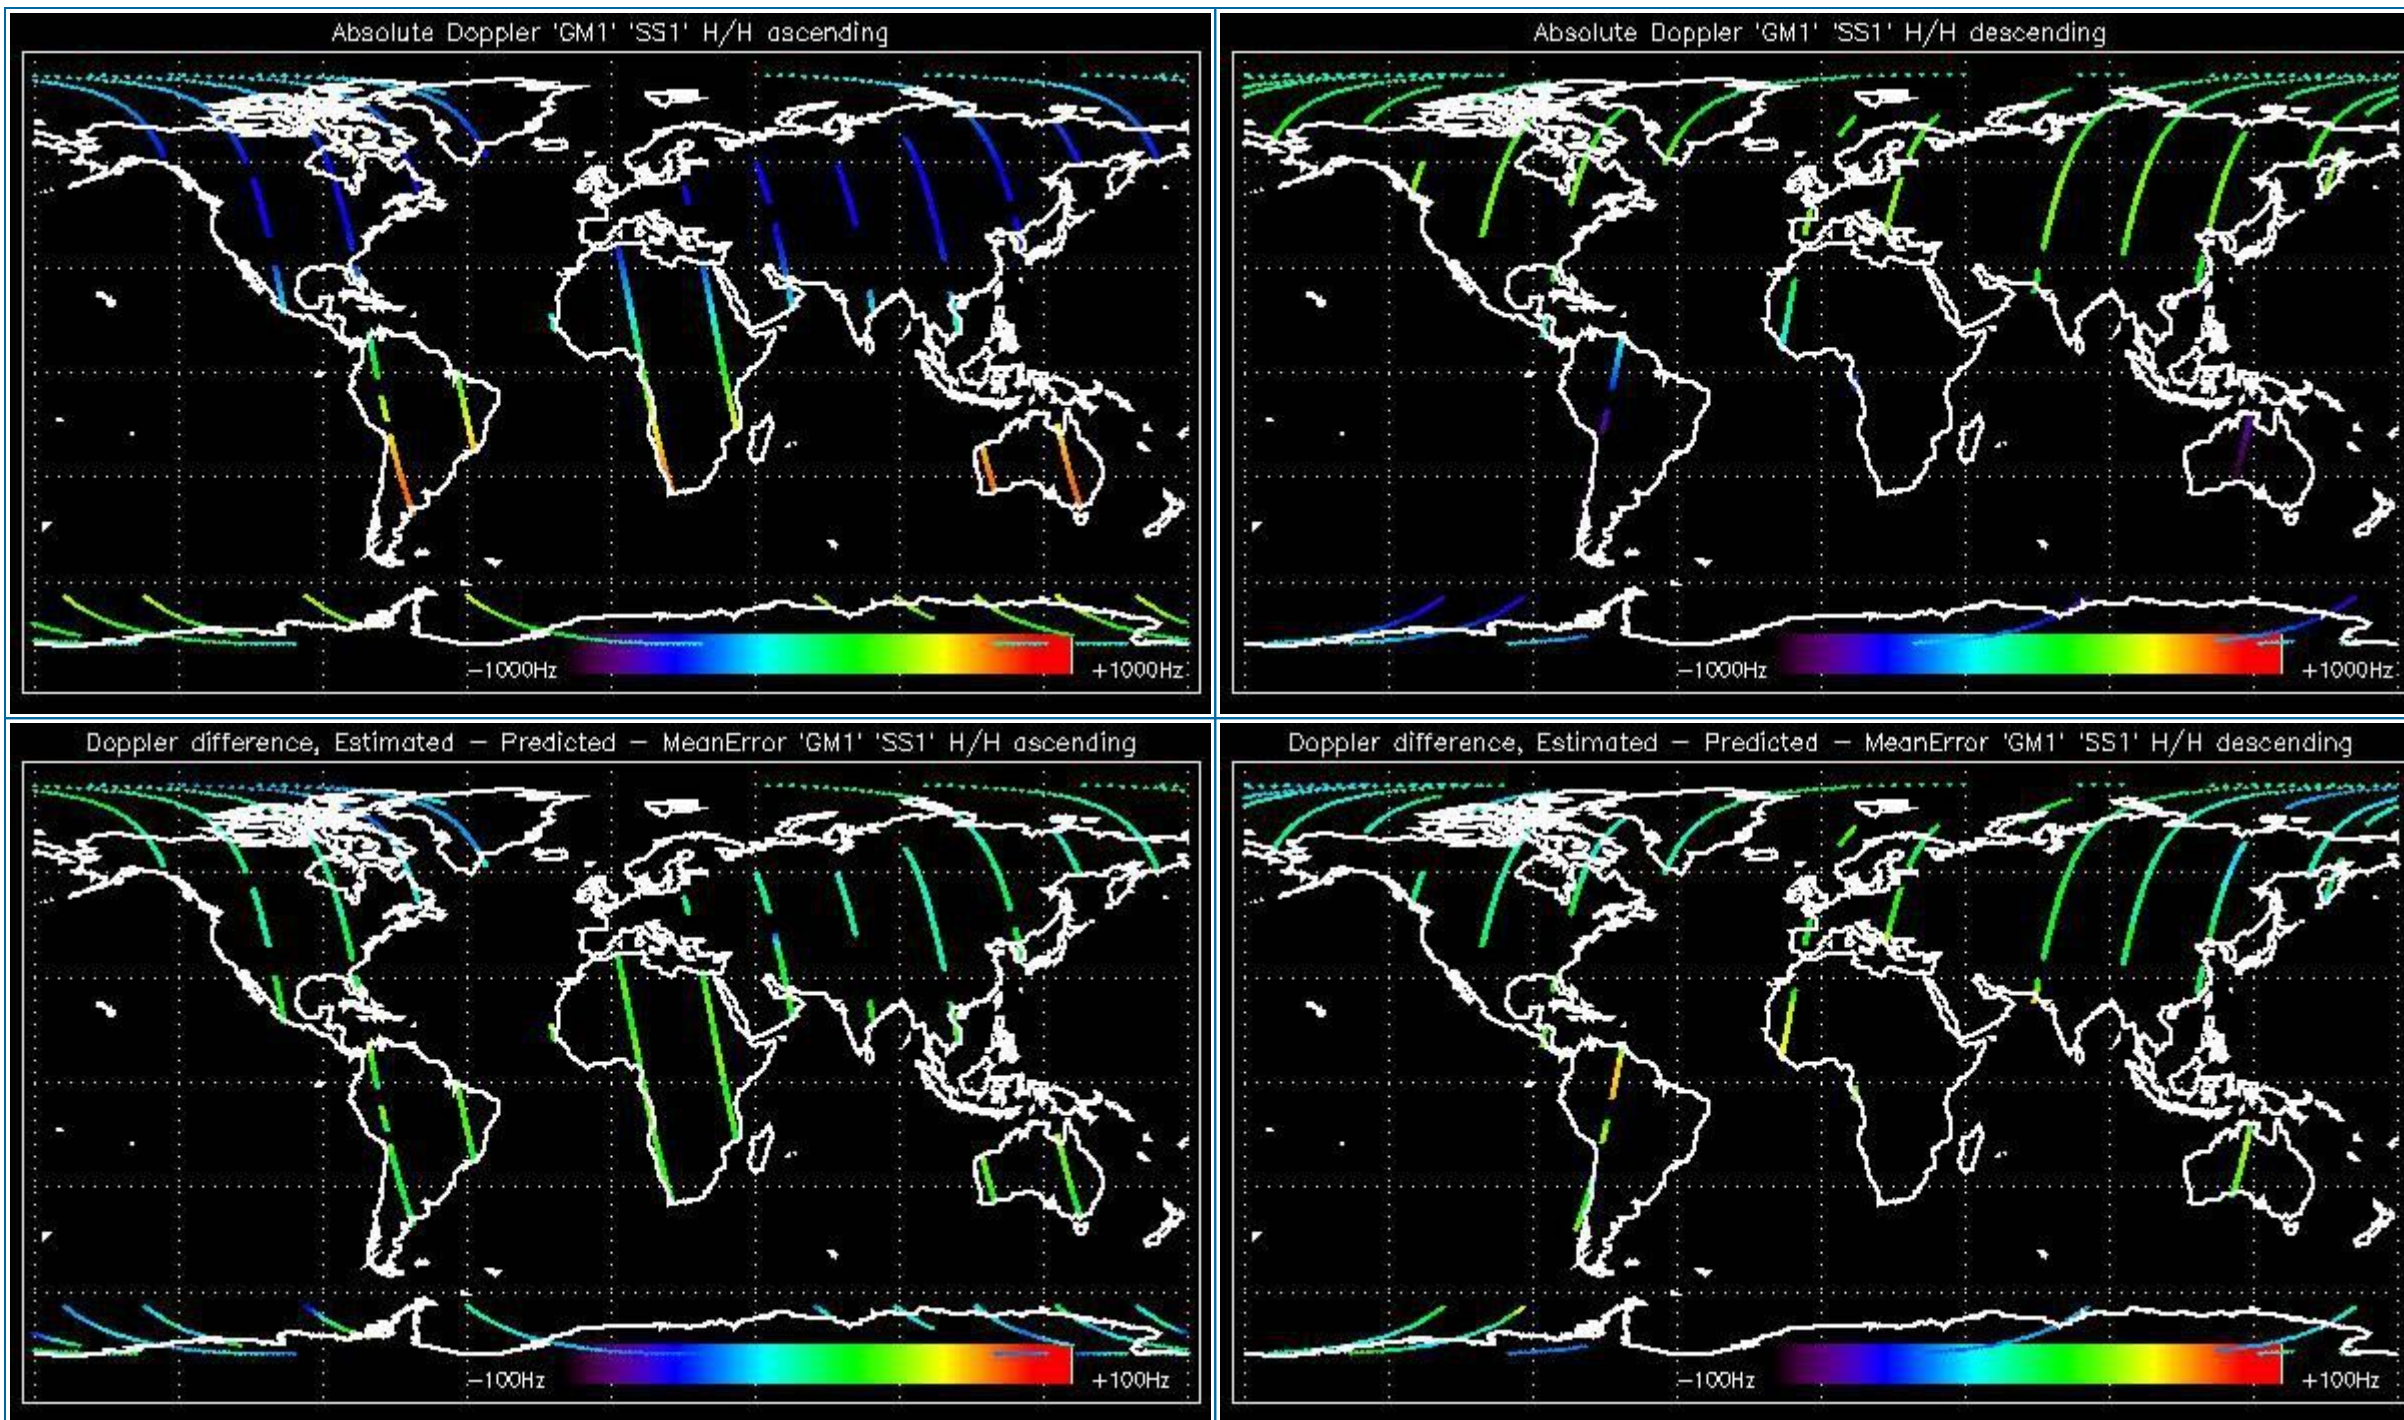 Absolute Doppler 'GM1' 'SS1' H/H ascending
-1000Hz
+1000Hz
Absolute Doppler 'GM1' 'SS1' H/H descending
-1000Hz
+1000Hz
Doppler difference, Estimated - Predicted - MeanError 'GM1' 'SS1' H/H ascending
-100Hz
+100Hz
Doppler difference, Estimated - Predicted - MeanError 'GM1' 'SS1' H/H descending
-100Hz
+100Hz